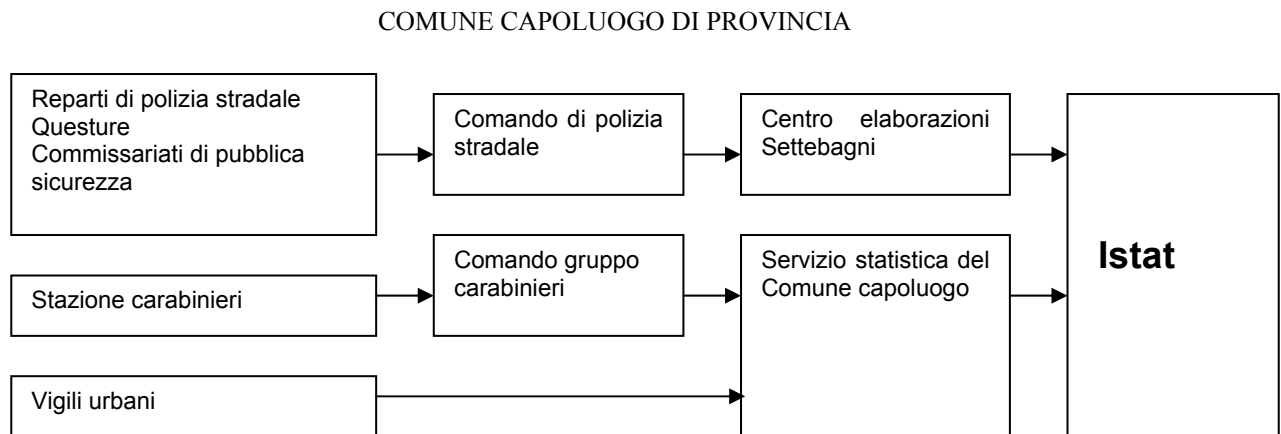 COMUNE CAPOLUOGO DI PROVINCIA
Reparti di polizia stradale
Questure
Commissariati di pubblica
sicurezza
Comando di polizia
stradale
Centro elaborazioni
Settebagni
Istat
Stazione carabinieri
Comando gruppo
carabinieri
Servizio statistica del
Comune capoluogo
Vigili urbani